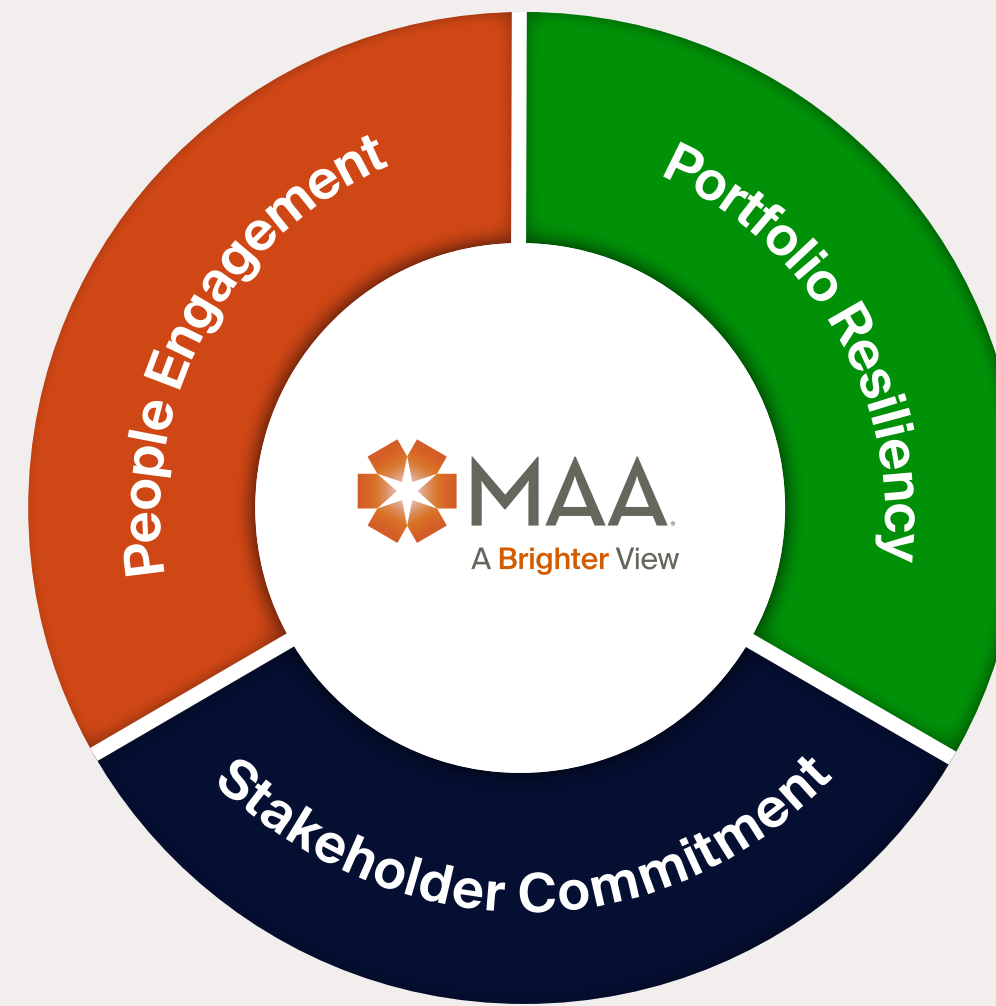 People Engagement
Portfolio Resiliency
MAA
A Brighter View
Stakeholder Commitment